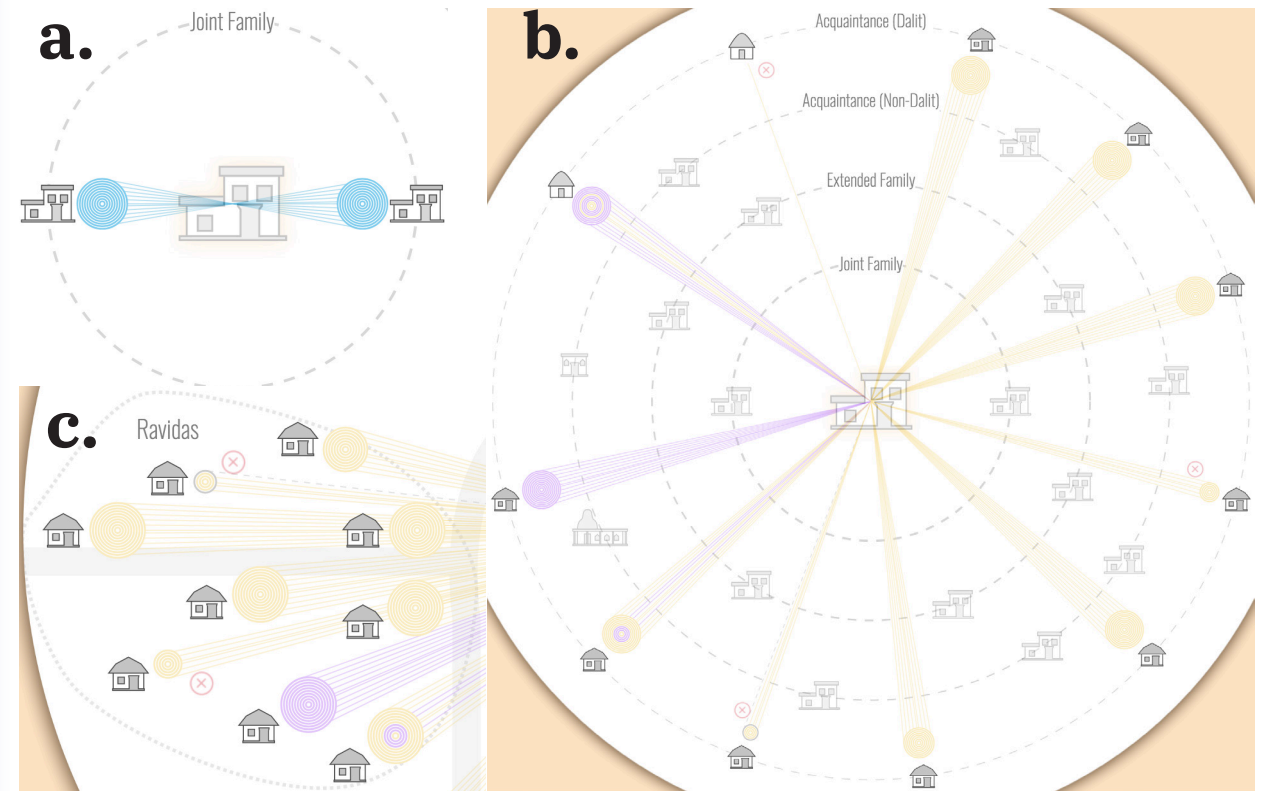 a.
Joint Family
b.
Acquaintance (Dalit)
Acquaintance (Non-Dalit)
Extended Family
Joint Family
c.
Ravidas